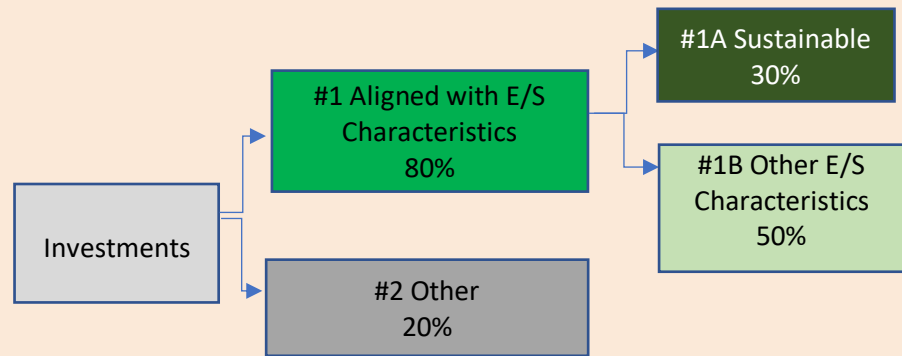 Investments
#1 Aligned with E/S
Characteristics
80%
#2 Other
20%
#1A Sustainable
30%
#1B Other E/S
Characteristics
50%